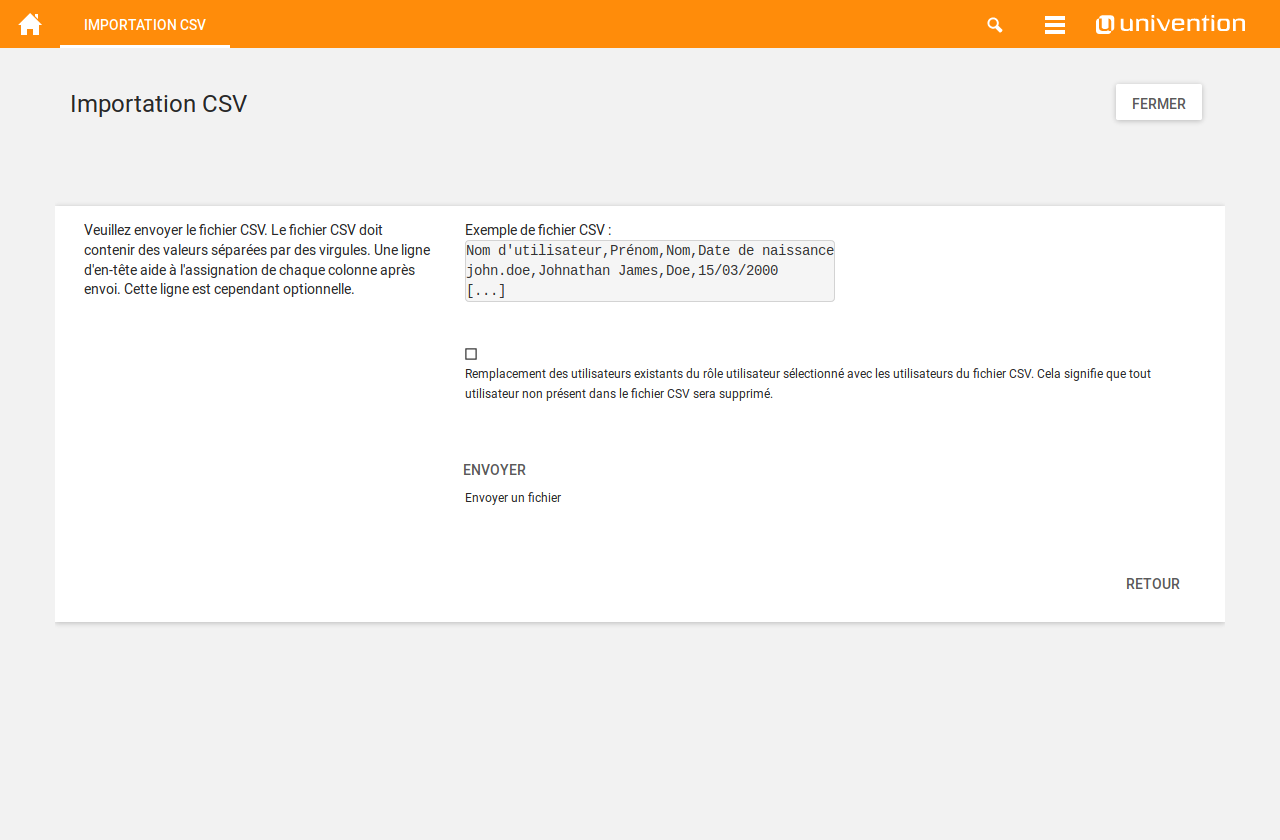 IMPORTATION CSV
univention
Importation CSV
FERMER
Veuillez envoyer le fichier CSV. Le fichier CSV doit
contenir des valeurs séparées par des virgules. Une ligne
d'en-tête aide à l'assignation de chaque colonne après
envoi. Cette ligne est cependant optionnelle.
Exemple de fichier CSV :
Nom d'utilisateur,Prénom,Nom,Date de naissance
john.doe,Johnathan James,Doe,15/03/2000
[...]
Remplacement des utilisateurs existants du rôle utilisateur sélectionné avec les utilisateurs du fichier CSV. Cela signifie que tout
utilisateur non présent dans le fichier CSV sera supprimé.
ENVOYER
Envoyer un fichier
RETOUR